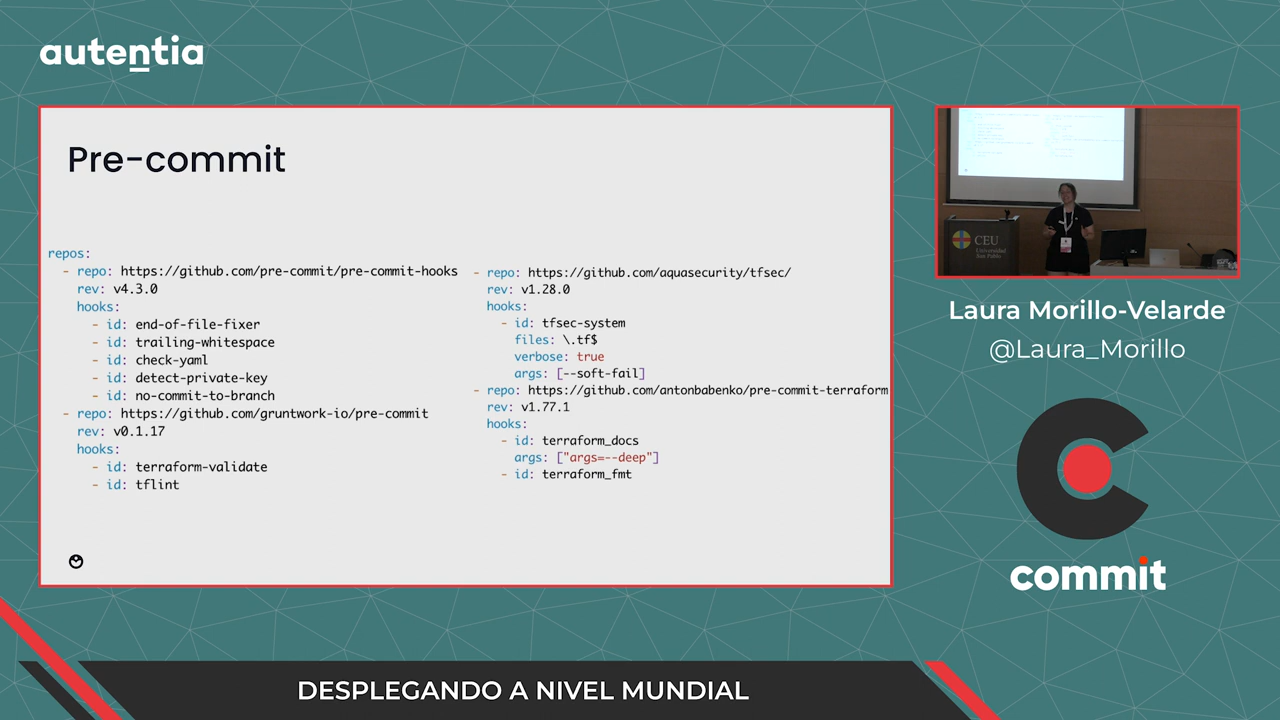 autentia
Pre-commit
repos:
- repo: https://github.com/pre-commit/pre-commit-hooks
rev: v4.3.0
hooks:
- id: end-of-file-fixer
- id: trailing-whitespace
- id: check-yaml
- id: detect-private-key
- id: no-commit-to-branch
- repo: https://github.com/gruntwork-io/pre-commit
rev: v0.1.17
hooks:
- id: terraform-validate
- id: tflint
- repo: https://github.com/aquasecurity/tfsec/
rev: v1.28.0
hooks:
- id: tfsec-system
files: \.tf$
verbose: true
args: [--soft-fail]
- repo: https://github.com/antonbabenko/pre-commit-terraform
rev: v1.77.1
hooks:
- id: terraform_docs
args: ["args=--deep"]
- id: terraform_fmt
CEU
Universidad
San Pablo
Laura Morillo-Velarde
@Laura_Morillo
commit
DESPLEGANDO A NIVEL MUNDIAL